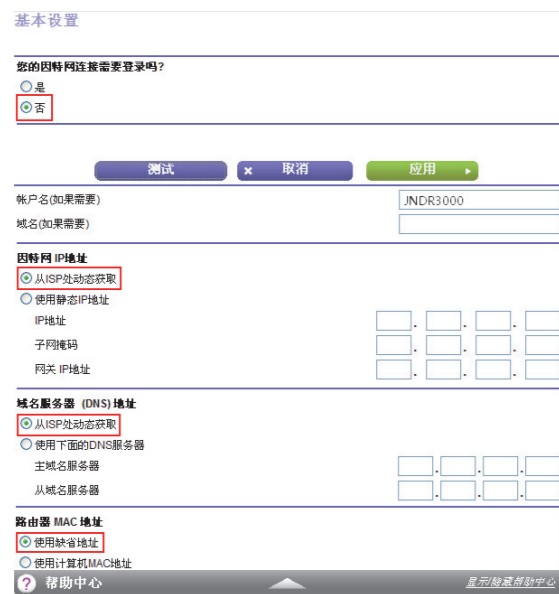 基本设置
您的因特网连接需要登录吗?
是
否
测试 × 取消 应用
帐户名(如果需要) JNDR3000
域名(如果需要)
因特网 IP地址
从ISP处动态获取
使用静态IP地址
IP地址 . . .
子网掩码 . . .
网关 IP地址 . . .
域名服务器 (DNS) 地址
从ISP处动态获取
使用下面的DNS服务器
主域名服务器 . . .
从域名服务器 . . .
路由器 MAC 地址
使用缺省地址
使用计算机MAC地址
? 帮助中心 显示/隐藏帮助中心